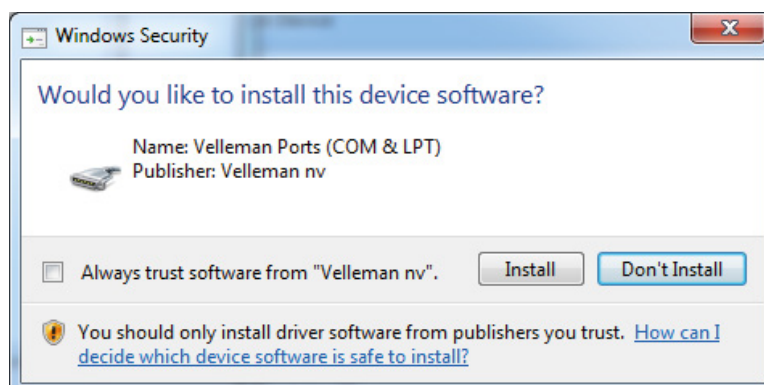 Windows Security
Would you like to install this device software?
Name: Velleman Ports (COM & LPT)
Publisher: Velleman nv
Always trust software from "Velleman nv".
Install
Don't Install
You should only install driver software from publishers you trust. How can I
decide which device software is safe to install?